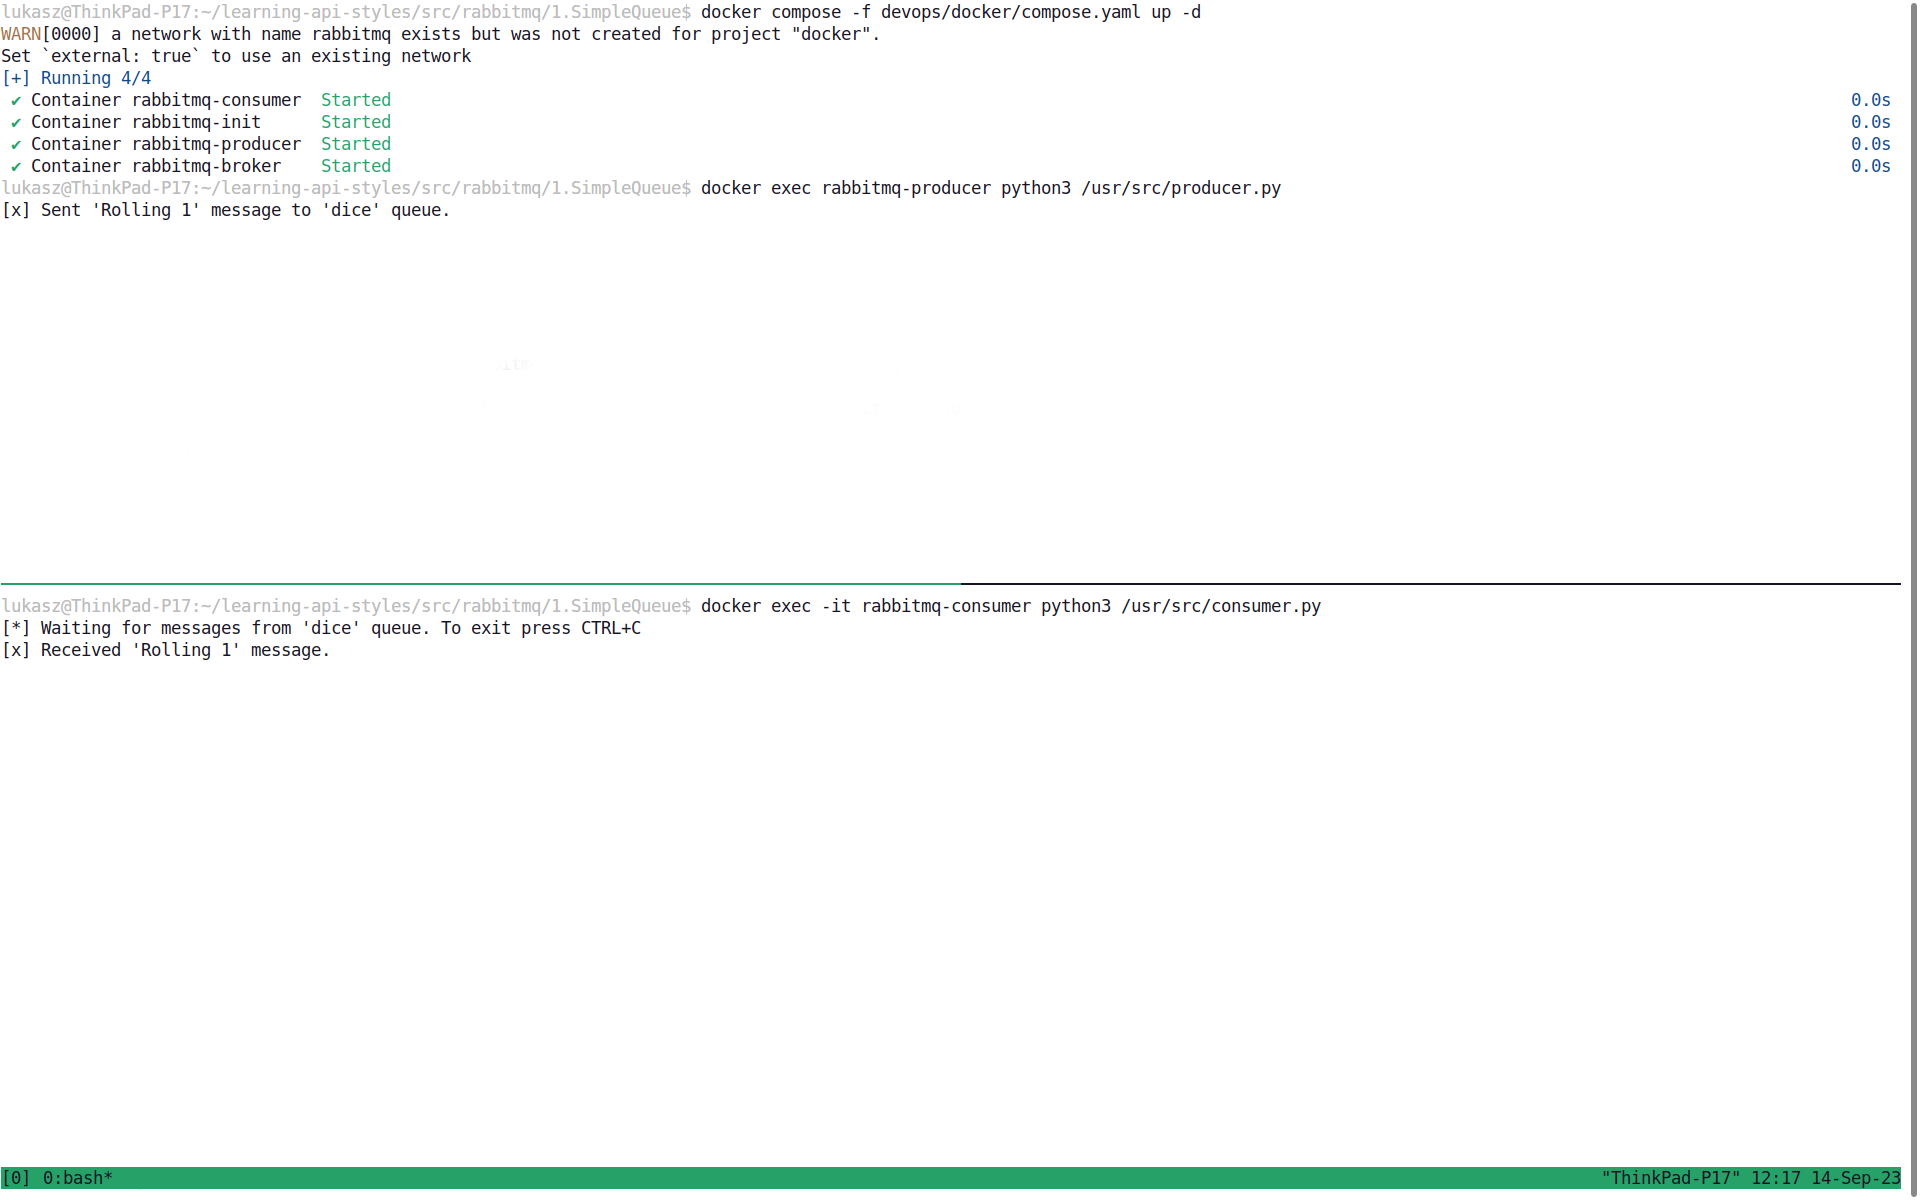 lukasz@ThinkPad-P17:~/learning-api-styles/src/rabbitmq/1.SimpleQueue$ docker compose -f devops/docker/compose.yaml up -d
WARN[0000] a network with name rabbitmq exists but was not created for project "docker".
Set `external: true` to use an existing network
[+] Running 4/4
✔ Container rabbitmq-consumer  Started 0.0s
✔ Container rabbitmq-init      Started 0.0s
✔ Container rabbitmq-producer  Started 0.0s
✔ Container rabbitmq-broker    Started 0.0s
lukasz@ThinkPad-P17:~/learning-api-styles/src/rabbitmq/1.SimpleQueue$ docker exec rabbitmq-producer python3 /usr/src/producer.py
[x] Sent 'Rolling 1' message to 'dice' queue.
lukasz@ThinkPad-P17:~/learning-api-styles/src/rabbitmq/1.SimpleQueue$ docker exec -it rabbitmq-consumer python3 /usr/src/consumer.py
[*] Waiting for messages from 'dice' queue. To exit press CTRL+C
[x] Received 'Rolling 1' message.
[0] 0:bash* "ThinkPad-P17" 12:17 14-Sep-23